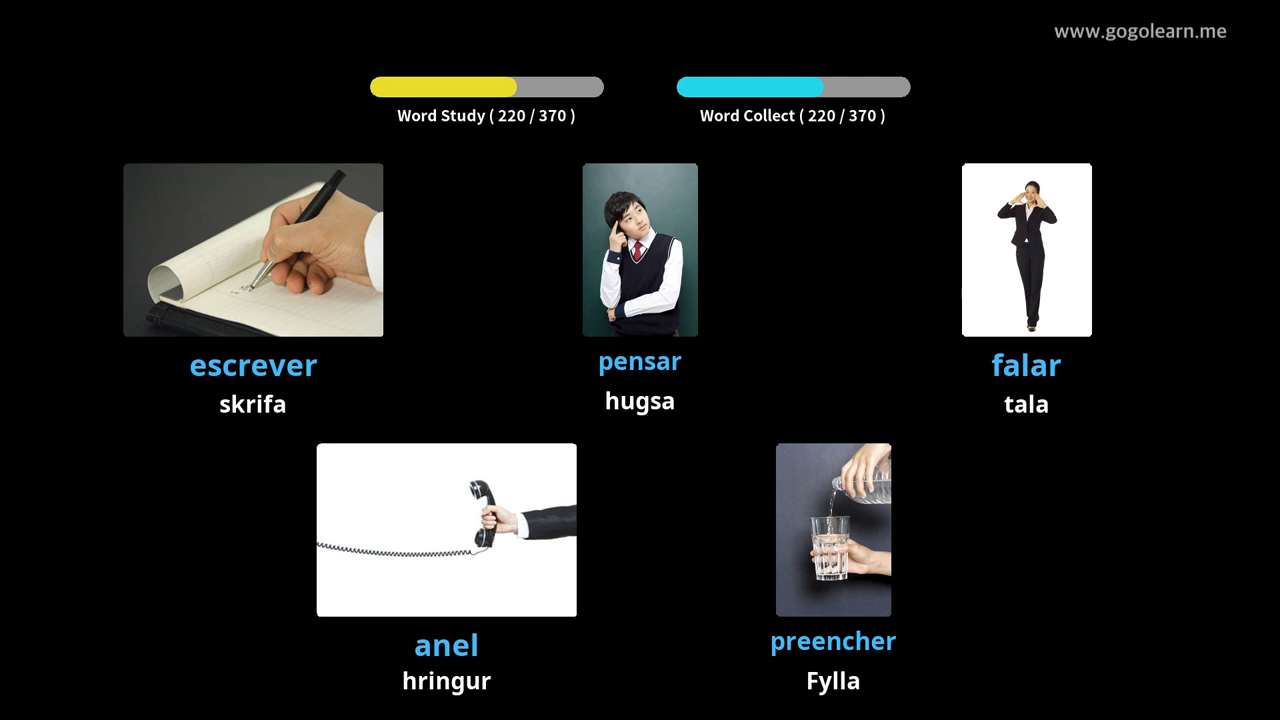 www.gogolearn.me
Word Study ( 220 / 370 )
Word Collect ( 220 / 370 )
escrever
skrifa
pensar
hugsa
falar
tala
anel
hringur
preencher
Fylla